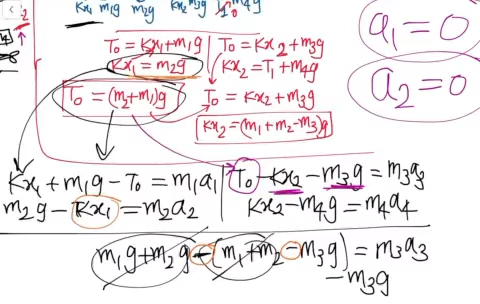 Kx₁ m₁g m₂g Kx₂ m₃g m₄g
T₀
T₀ = Kx₁+m₁g | T₀ = Kx₂+m₃g
Kx₁ = m₂g
Kx₂ = T₁+m₄g
T₀ = (m₂+m₁)g
T₀ = Kx₂+m₃g
Kx₂ = (m₁+m₂-m₃)g
a₁ = 0
a₂ = 0
Kx₁+m₁g-T₀ = m₁a₁ | T₀-Kx₂-m₃g = m₃a₃
m₂g-Kx₁ = m₂a₂ | Kx₂-m₄g = m₄a₄
m₁g+m₂g-(m₁+m₂-m₃g) = m₃a₃
-m₃g